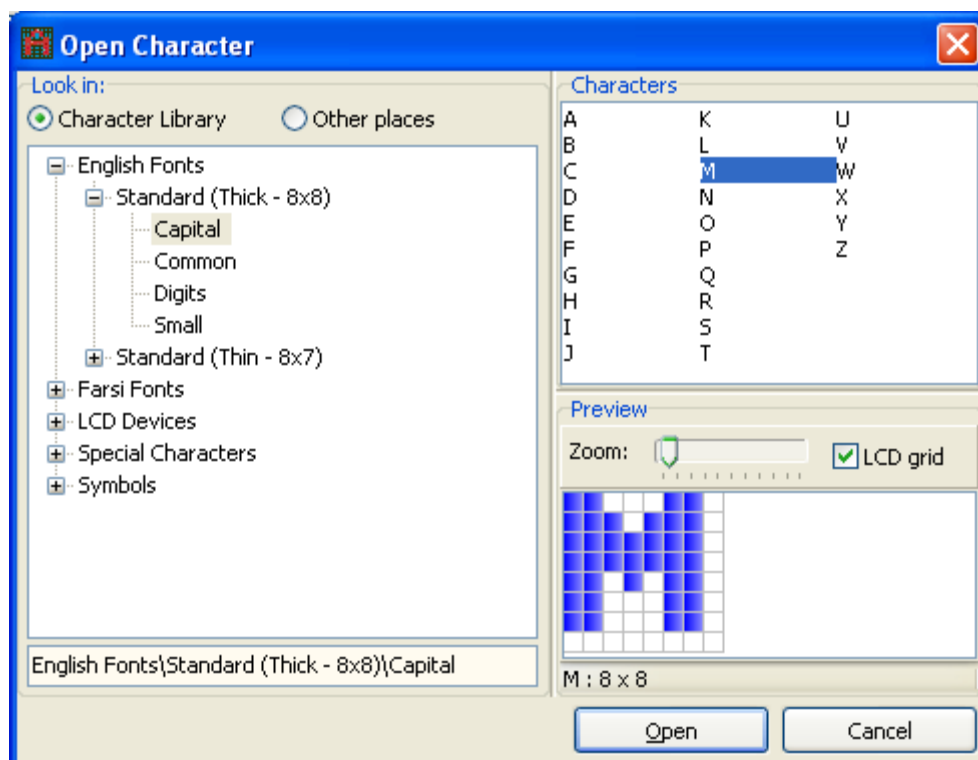 Open Character
Look in:
Character Library
Other places
English Fonts
Standard (Thick - 8x8)
Capital
Common
Digits
Small
Standard (Thin - 8x7)
Farsi Fonts
LCD Devices
Special Characters
Symbols
English Fonts\Standard (Thick - 8x8)\Capital
Characters
A K U
B L V
C M W
D N X
E O Y
F P Z
G Q
H R
I S
J T
Preview
Zoom:
LCD grid
M
M : 8 x 8
Open
Cancel